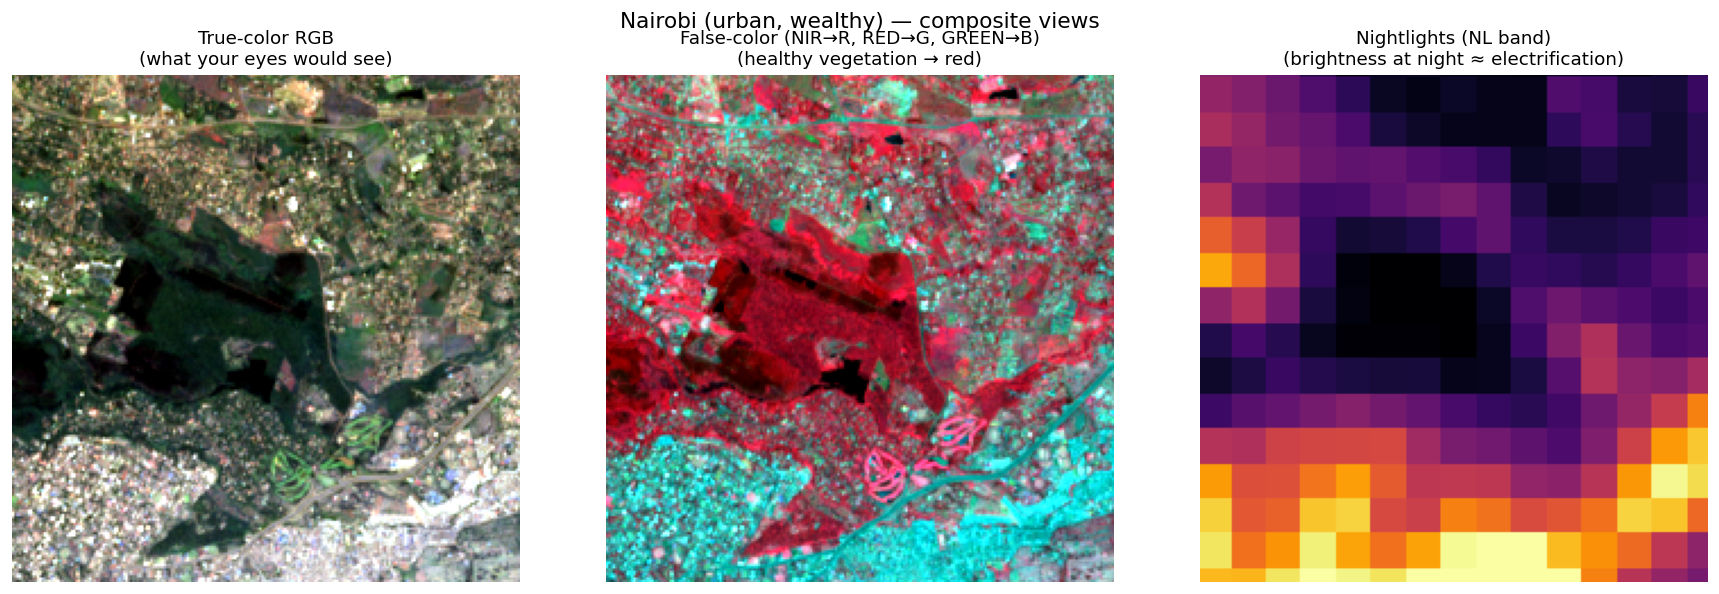 Nairobi (urban, wealthy) — composite views
True-color RGB
(what your eyes would see)
False-color (NIR→R, RED→G, GREEN→B)
(healthy vegetation → red)
Nightlights (NL band)
(brightness at night ≈ electrification)